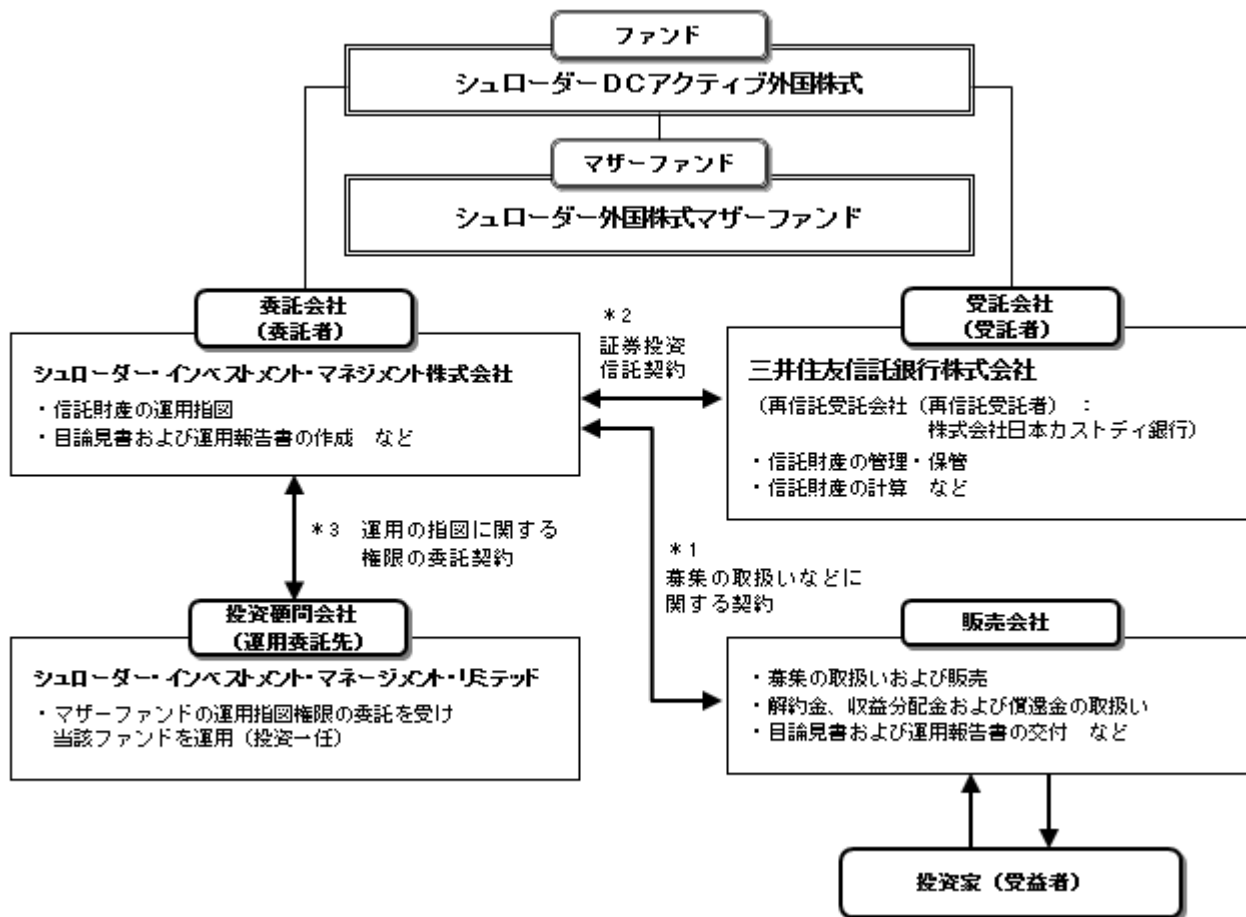 ファンド
シュローダーDCアクティブ外国株式
マザーファンド
シュローダー外国株式マザーファンド
委託会社
(委託者)
シュローダー・インベストメント・マネジメント株式会社
・信託財産の運用指図
・目論見書および運用報告書の作成 など
*2
証券投資
信託契約
受託会社
(受託者)
三井住友信託銀行株式会社
(再信託受託会社(再信託受託者) :
株式会社日本カストディ銀行)
・信託財産の管理・保管
・信託財産の計算 など
*3 運用の指図に関する
権限の委託契約
*1
募集の取扱いなどに
関する契約
投資顧問会社
(運用委託先)
シュローダー・インベストメント・マネージメント・リミテッド
・マザーファンドの運用指図権限の委託を受け
当該ファンドを運用(投資一任)
販売会社
・募集の取扱いおよび販売
・解約金、収益分配金および償還金の取扱い
・目論見書および運用報告書の交付 など
投資家(受益者)